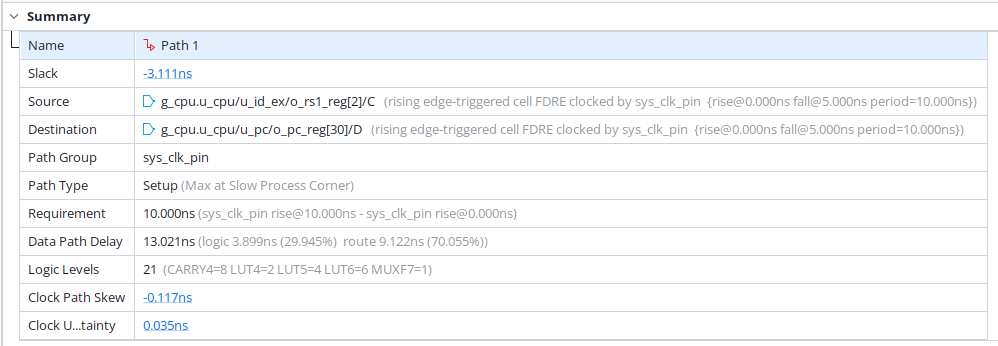 Summary
Name Path 1
Slack -3.111ns
Source g_cpu.u_cpu/u_id_ex/o_rs1_reg[2]/C (rising edge-triggered cell FDRE clocked by sys_clk_pin {rise@0.000ns fall@5.000ns period=10.000ns})
Destination g_cpu.u_cpu/u_pc/o_pc_reg[30]/D (rising edge-triggered cell FDRE clocked by sys_clk_pin {rise@0.000ns fall@5.000ns period=10.000ns})
Path Group sys_clk_pin
Path Type Setup (Max at Slow Process Corner)
Requirement 10.000ns (sys_clk_pin rise@10.000ns - sys_clk_pin rise@0.000ns)
Data Path Delay 13.021ns (logic 3.899ns (29.945%) route 9.122ns (70.055%))
Logic Levels 21 (CARRY4=8 LUT4=2 LUT5=4 LUT6=6 MUXF7=1)
Clock Path Skew -0.117ns
Clock U...tainty 0.035ns